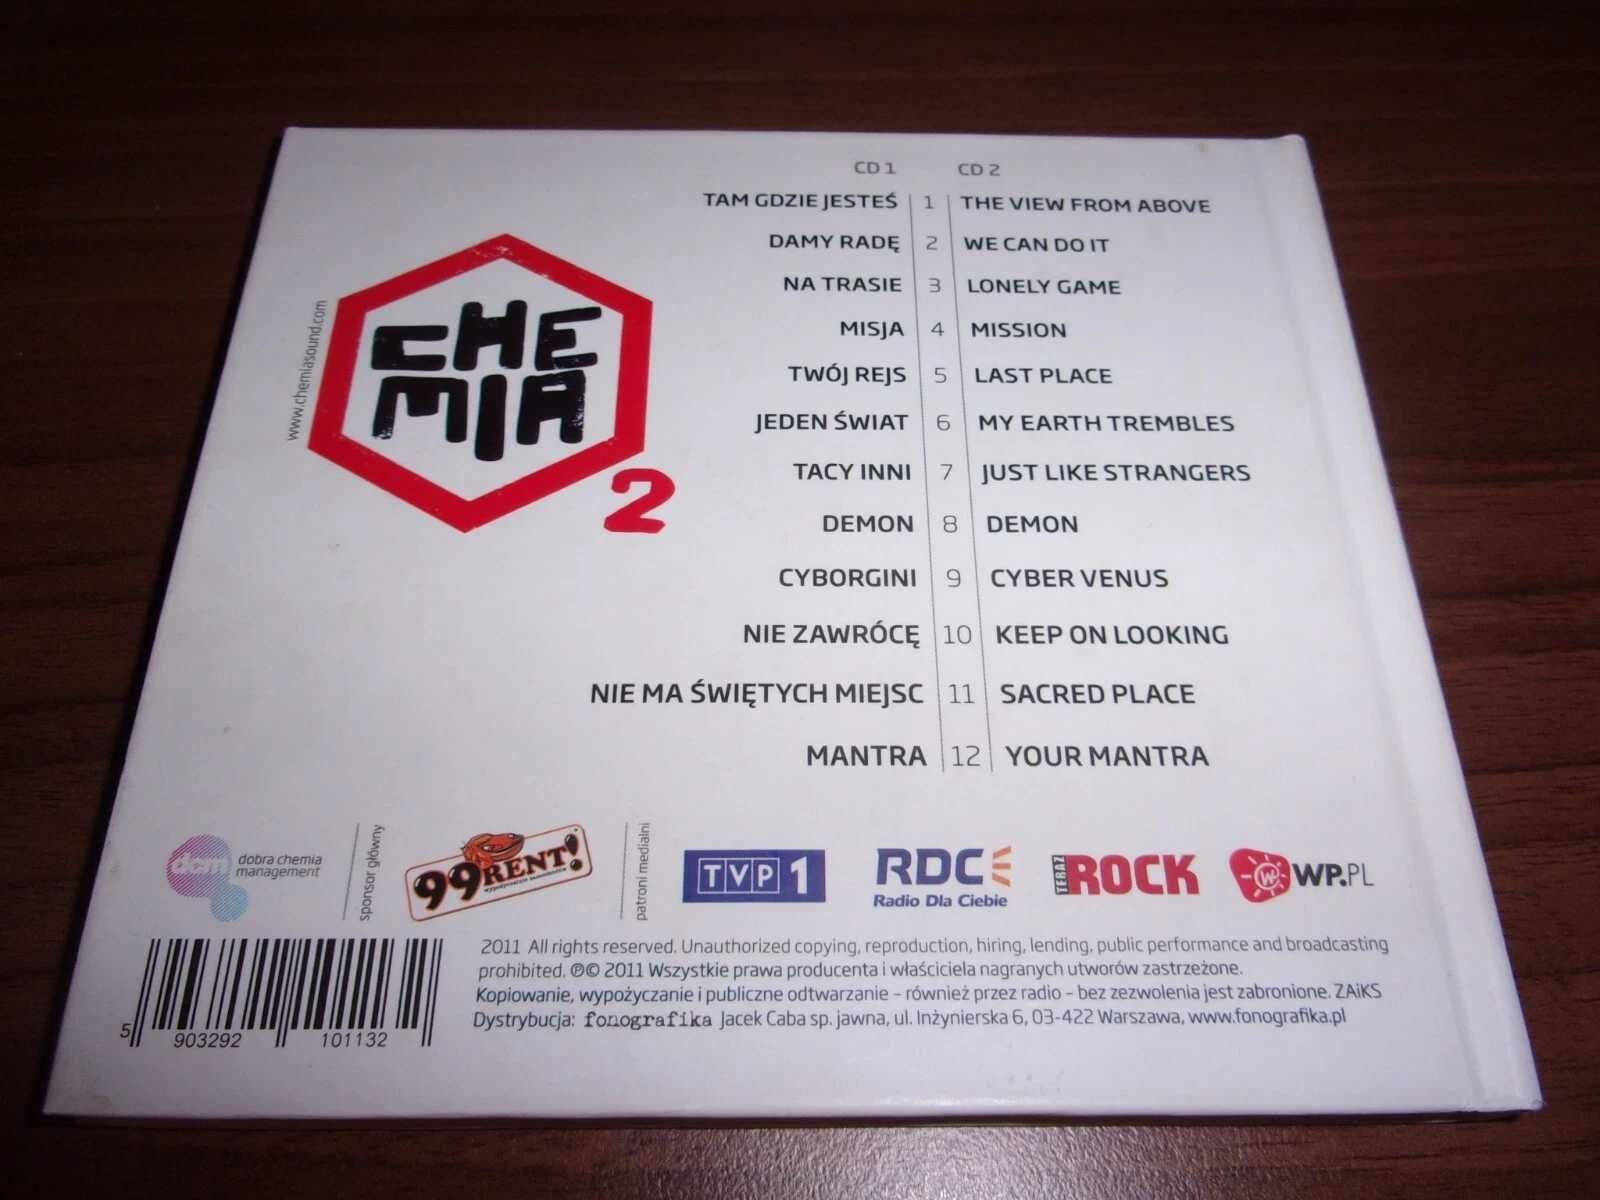 CD 1 CD 2
TAM GDZIE JESTEŚ 1 THE VIEW FROM ABOVE
DAMY RADĘ 2 WE CAN DO IT
NA TRASIE 3 LONELY GAME
MISJA 4 MISSION
TWÓJ REJS 5 LAST PLACE
JEDEN ŚWIAT 6 MY EARTH TREMBLES
TACY INNI 7 JUST LIKE STRANGERS
DEMON 8 DEMON
CYBORGINI 9 CYBER VENUS
NIE ZAWRÓCĘ 10 KEEP ON LOOKING
NIE MA ŚWIĘTYCH MIEJSC 11 SACRED PLACE
MANTRA 12 YOUR MANTRA
www.chemiasound.com
CHE
MIA
2
dcm
dobra chemia
management
sponsor główny
99RENT!
wypożyczalnie samochodów
patroni medialni
TVP 1
RDC
Radio Dla Ciebie
TERAZ
ROCK
W WP.PL
2011 All rights reserved. Unauthorized copying, reproduction, hiring, lending, public performance and broadcasting
prohibited. ℗© 2011 Wszystkie prawa producenta i właściciela nagranych utworów zastrzeżone.
Kopiowanie, wypożyczanie i publiczne odtwarzanie – również przez radio – bez zezwolenia jest zabronione. ZAiKS
Dystrybucja: fonografika Jacek Caba sp. jawna, ul. Inżynierska 6, 03-422 Warszawa, www.fonografika.pl
5 903292 101132